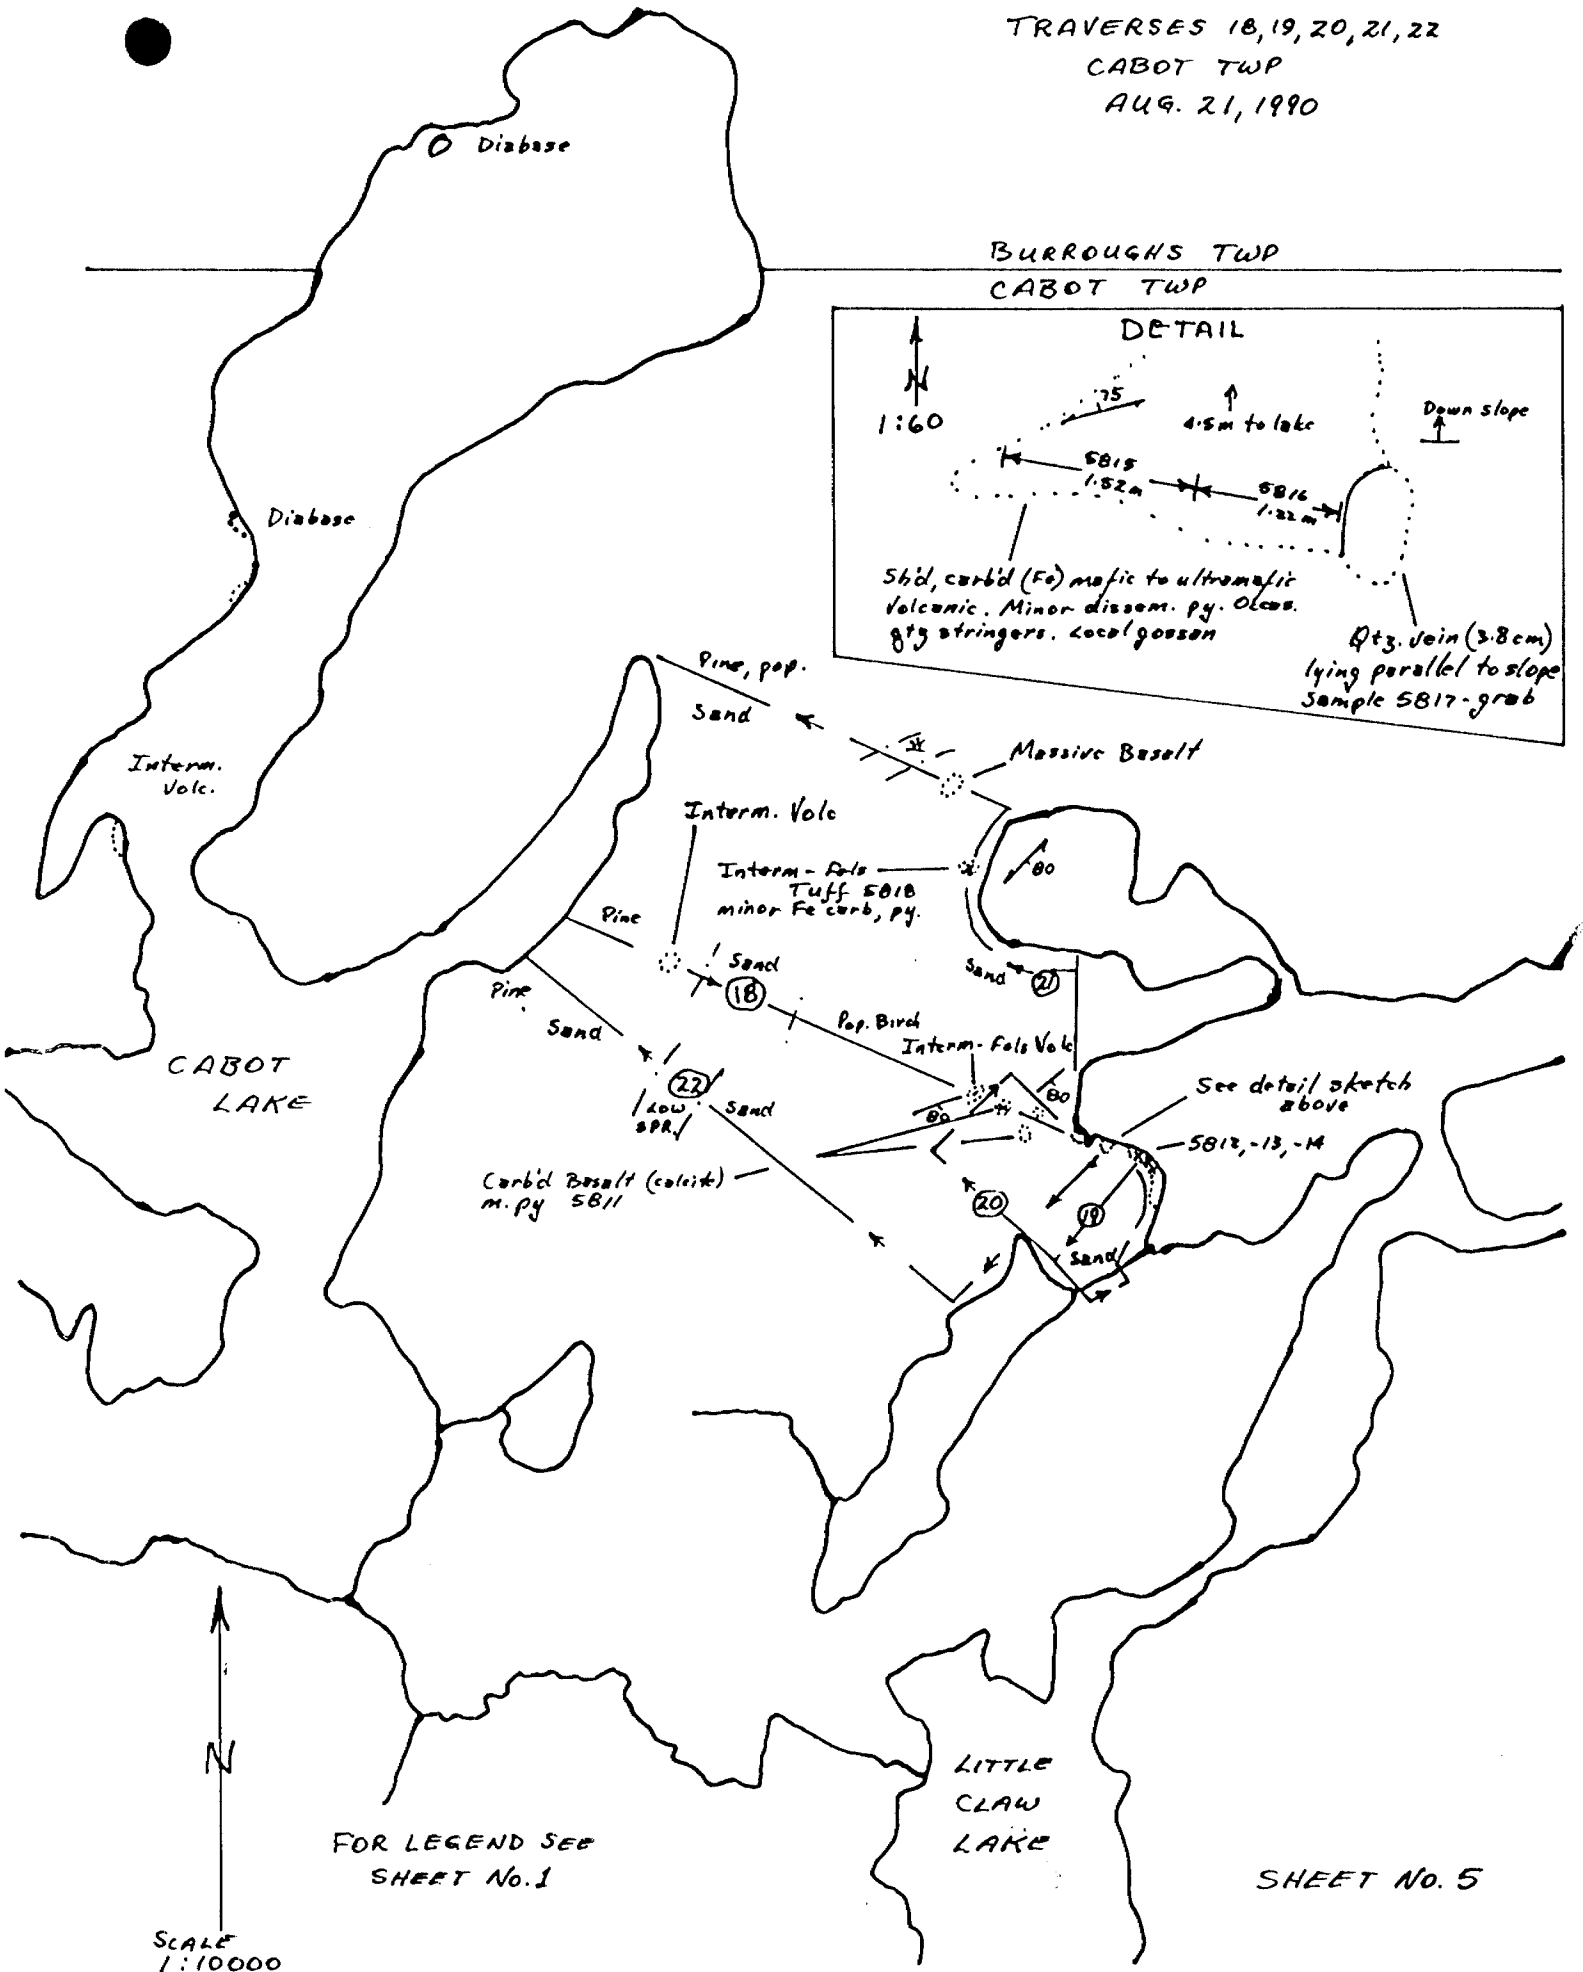 TRAVERSES 18, 19, 20, 21, 22
CABOT TWP
AUG. 21, 1990
Diabase
BURROUGHS TWP
CABOT TWP
DETAIL
N
1:60
75
4.5m to lake
Down slope
5815
1.52m
5816
1.22m
Sh'd, carb'd (Fe) mafic to ultramafic
Volcanic. Minor dissem. py. Occas.
qtz stringers. Local gossan
Qtz. vein (3.8cm)
lying parallel to slope
Sample 5817-grab
Diabase
Pine, pop.
Sand
Massive Basalt
Interm.
Volc.
Interm. Volc
Interm-Fels
Tuff 5818
minor Fe carb, py.
80
Pine
Sand
18
Sand
21
Pine
Sand
Pop. Birch
Interm-Fels Volc
CABOT
LAKE
22
LOW
SPR.
Sand
80
80
See detail sketch
above
5812,-13,-14
Carb'd Basalt (calcite)
m. py 5811
20
19
Sand
N
LITTLE
CLAW
LAKE
FOR LEGEND SEE
SHEET No. 1
SHEET NO. 5
SCALE
1:10000